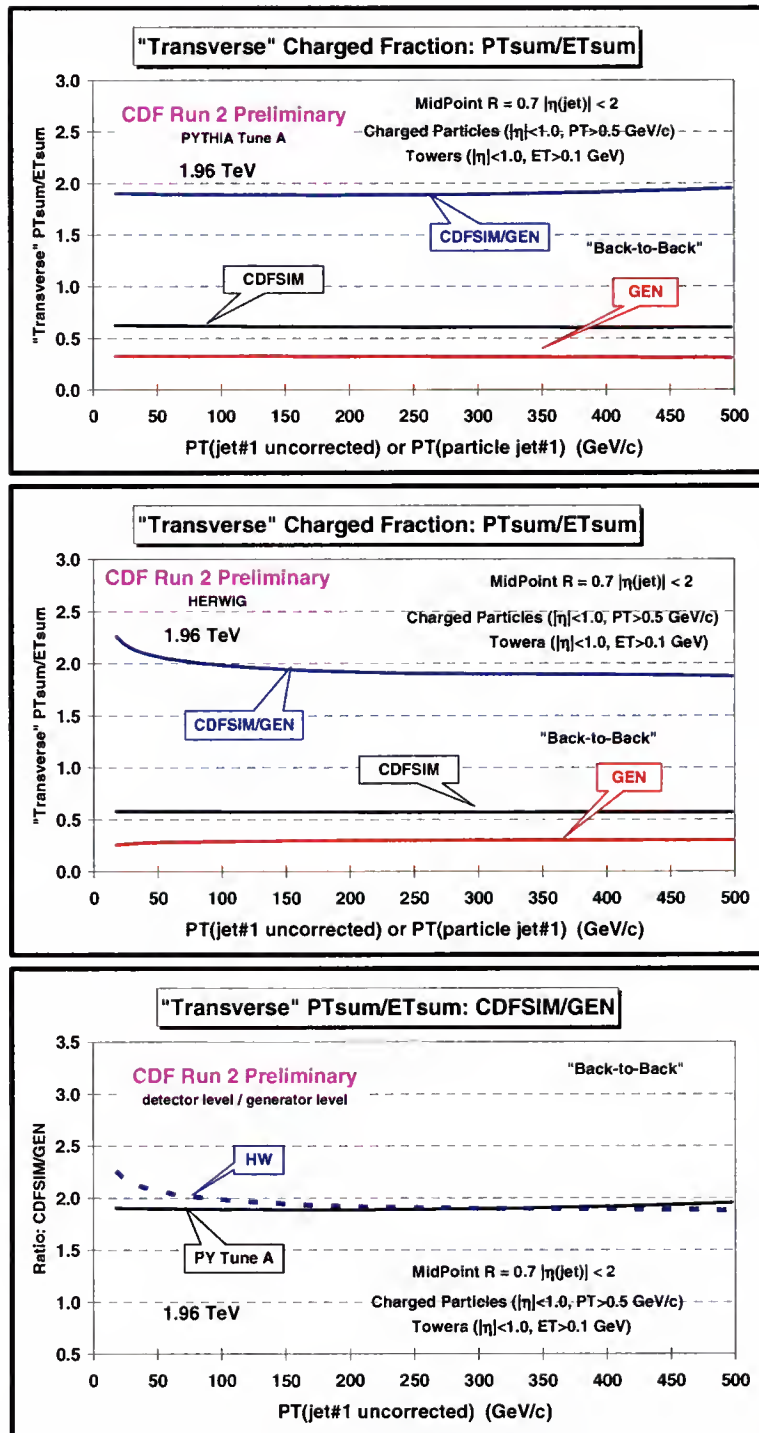 "Transverse" Charged Fraction: PTsum/ETsum
3.0
2.5
2.0
1.5
1.0
0.5
0.0
"Transverse" PTsum/ETsum
CDF Run 2 Preliminary
PYTHIA Tune A
1.96 TeV
MidPoint R = 0.7 |η(jet)| < 2
Charged Particles (|η|<1.0, PT>0.5 GeV/c)
Towers (|η|<1.0, ET>0.1 GeV)
CDFSIM/GEN
"Back-to-Back"
CDFSIM
GEN
0 50 100 150 200 250 300 350 400 450 500
PT(jet#1 uncorrected) or PT(particle jet#1) (GeV/c)
"Transverse" Charged Fraction: PTsum/ETsum
3.0
2.5
2.0
1.5
1.0
0.5
0.0
"Transverse" PTsum/ETsum
CDF Run 2 Preliminary
HERWIG
1.96 TeV
MidPoint R = 0.7 |η(jet)| < 2
Charged Particles (|η|<1.0, PT>0.5 GeV/c)
Towera (|η|<1.0, ET>0.1 GeV)
CDFSIM/GEN
"Back-to-Back"
CDFSIM
GEN
0 50 100 150 200 250 300 350 400 450 500
PT(jet#1 uncorrected) or PT(particle jet#1) (GeV/c)
"Transverse" PTsum/ETsum: CDFSIM/GEN
3.5
3.0
2.5
2.0
1.5
1.0
0.5
Ratio: CDFSIM/GEN
CDF Run 2 Preliminary
detector level / generator level
"Back-to-Back"
HW
PY Tune A
MidPoint R = 0.7 |η(jet)| < 2
1.96 TeV
Charged Particles (|η|<1.0, PT>0.5 GeV/c)
Towera (|η|<1.0, ET>0.1 GeV)
0 50 100 150 200 250 300 350 400 450 500
PT(jet#1 uncorrected) (GeV/c)